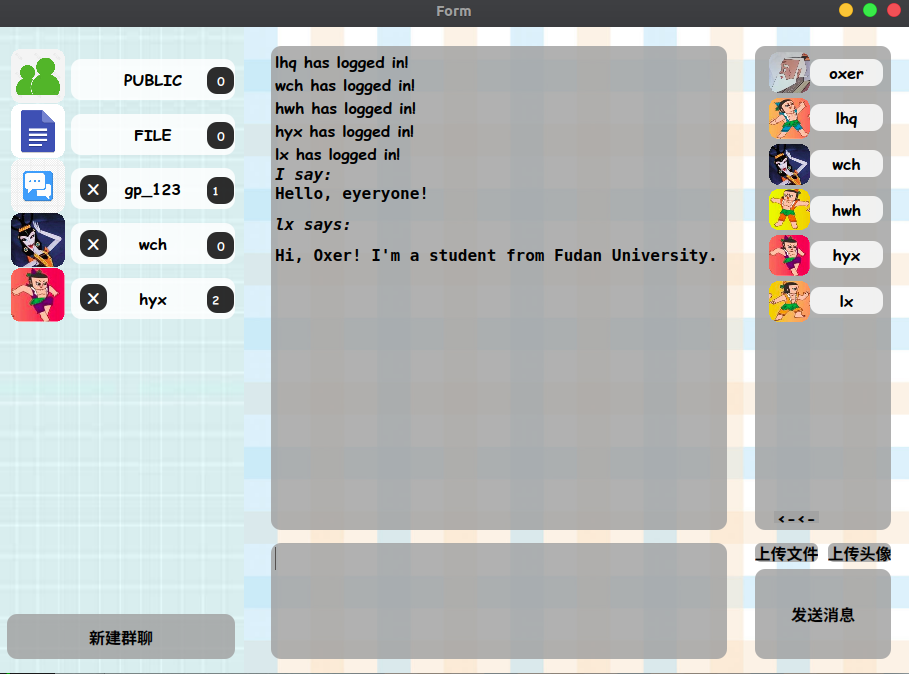 Form
PUBLIC 0
FILE 0
X gp_123 1
X wch 0
X hyx 2
新建群聊
lhq has logged in!
wch has logged in!
hwh has logged in!
hyx has logged in!
lx has logged in!
I say:
Hello, eyeryone!
lx says:
Hi, Oxer! I'm a student from Fudan University.
oxer
lhq
wch
hwh
hyx
lx
<-<-
上传文件 上传头像
发送消息